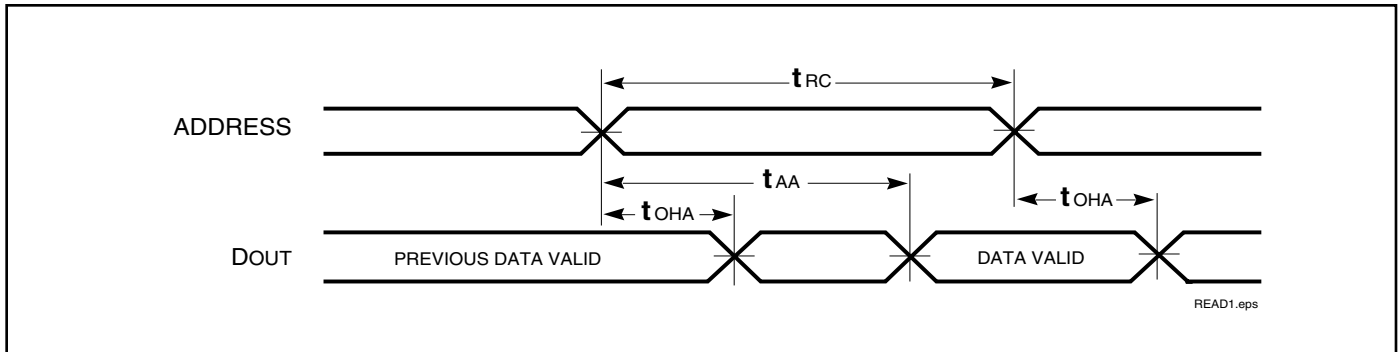 tRC
ADDRESS
tAA
tOHA
tOHA
DOUT
PREVIOUS DATA VALID
DATA VALID
READ1.eps